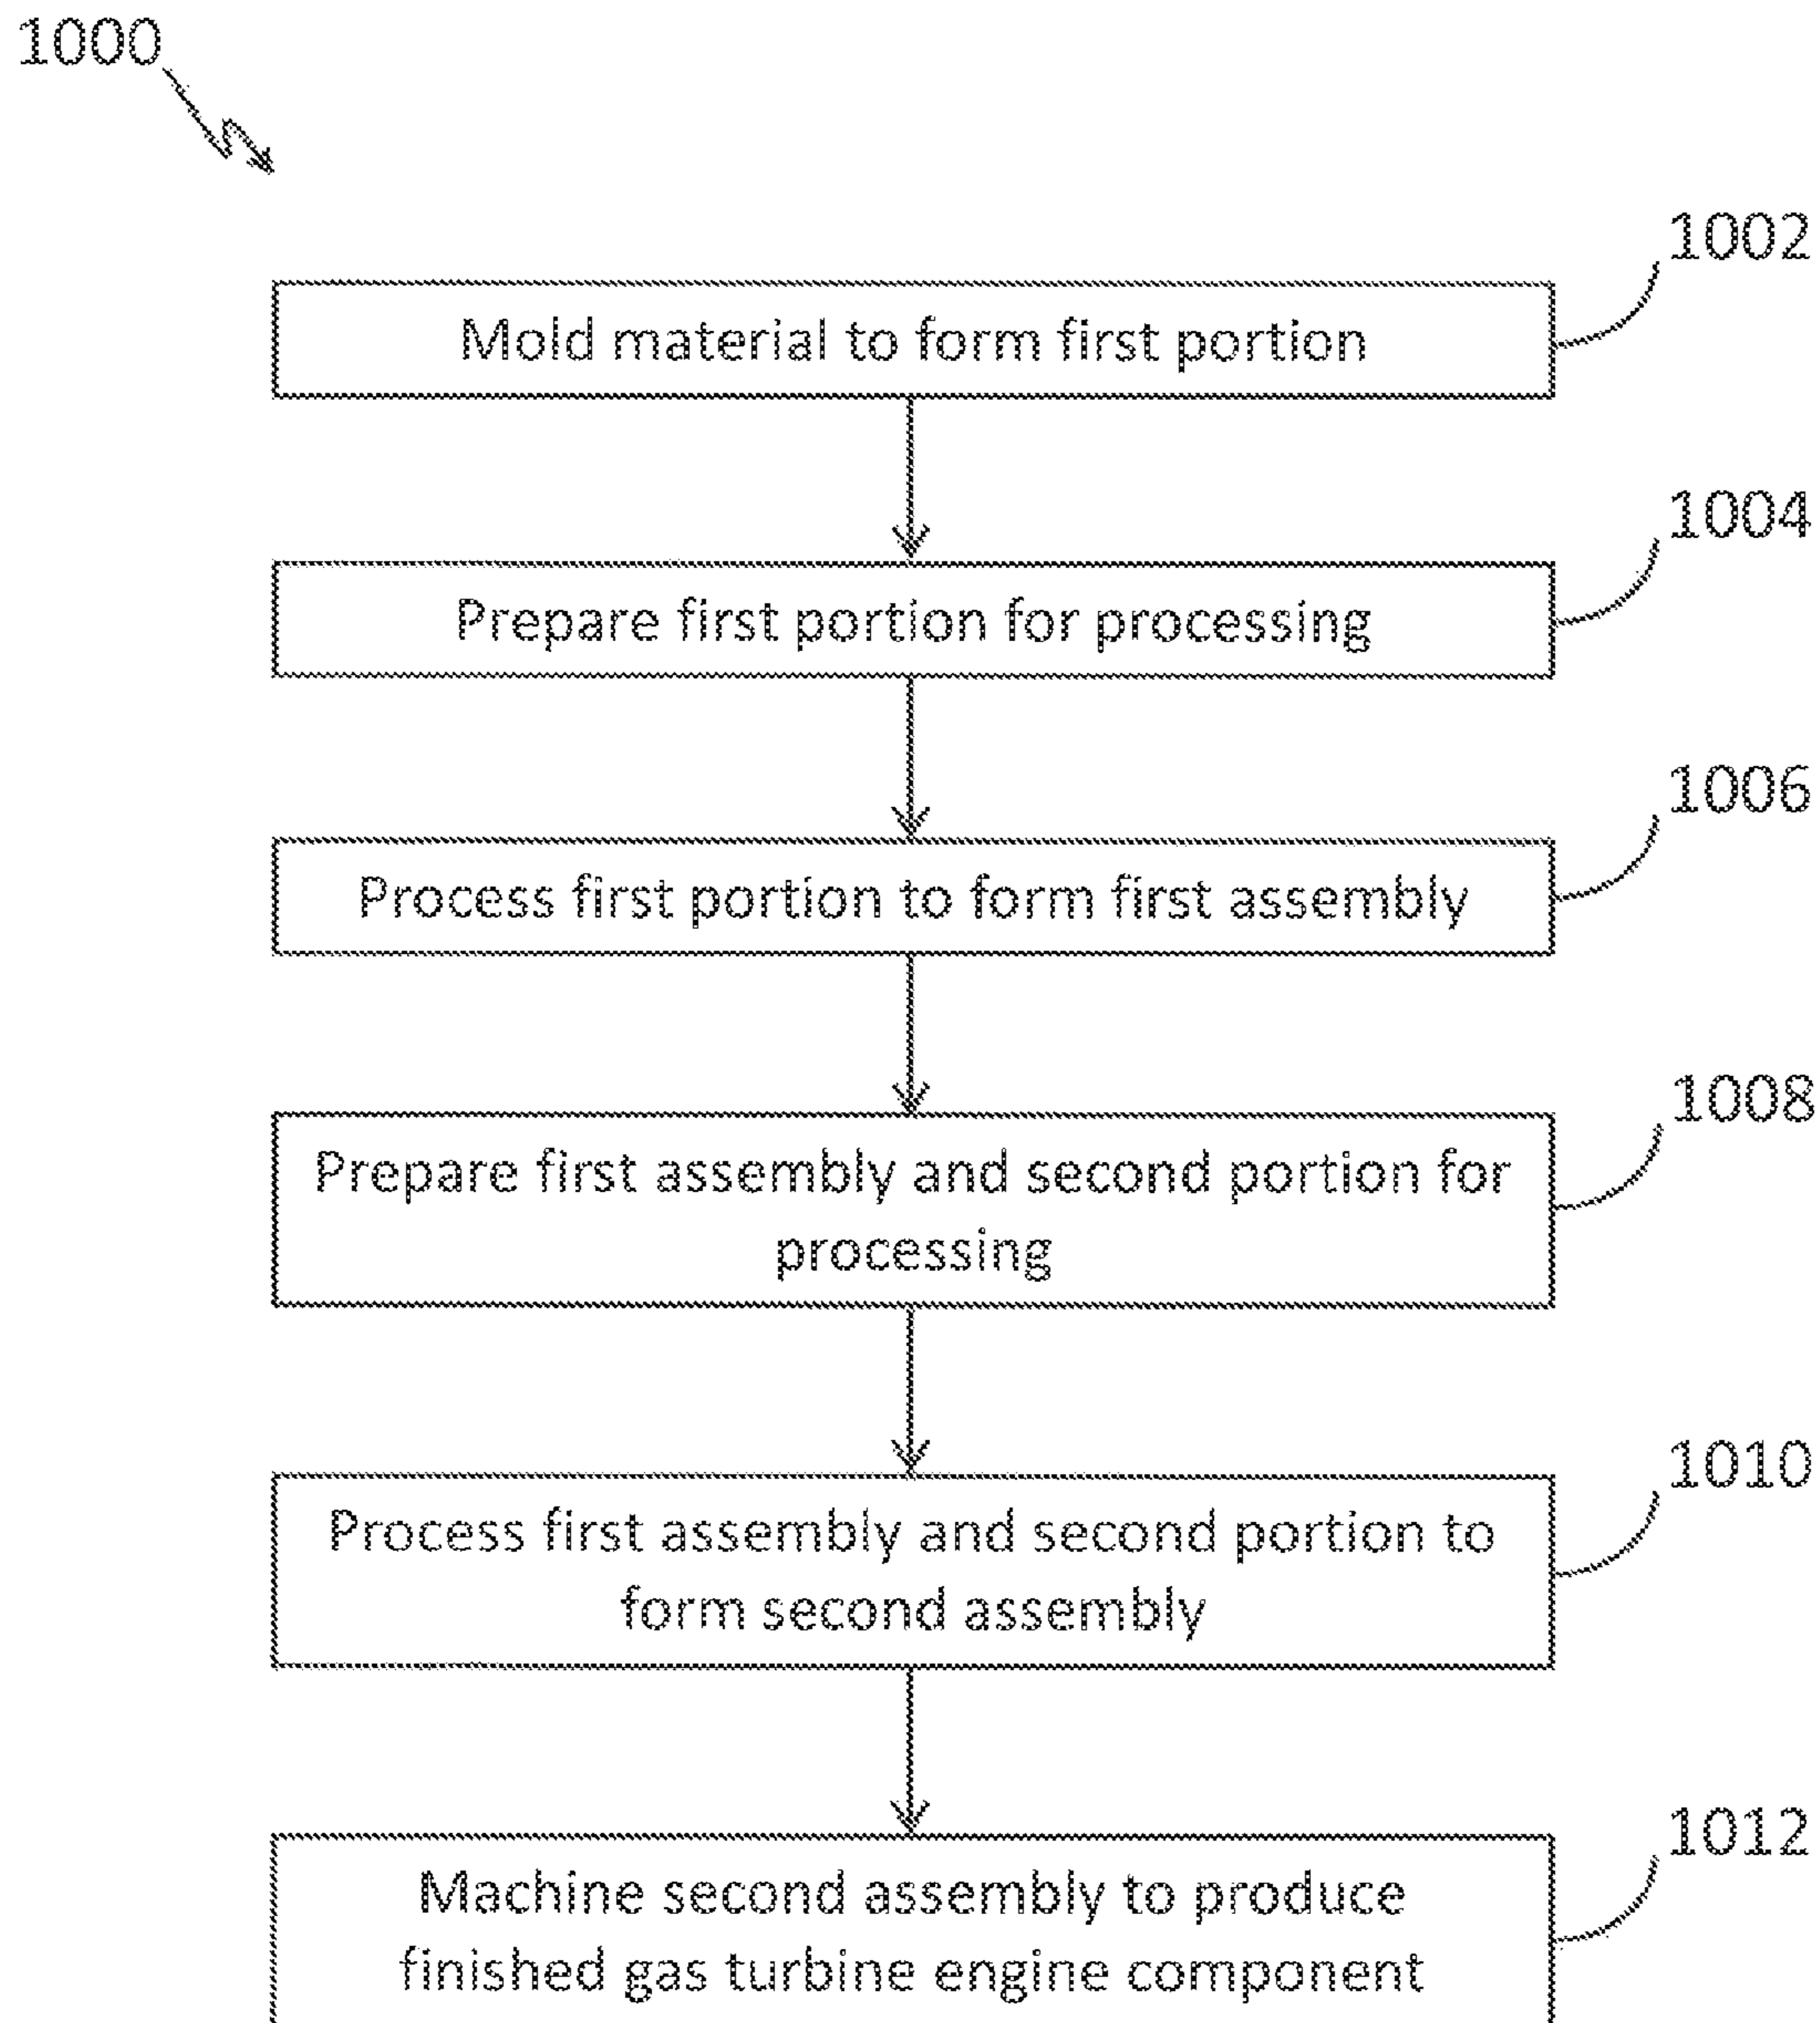 1000
1002
Mold material to form first portion
1004
Prepare first portion for processing
1006
Process first portion to form first assembly
1008
Prepare first assembly and second portion for
processing
1010
Process first assembly and second portion to
form second assembly
1012
Machine second assembly to produce
finished gas turbine engine component